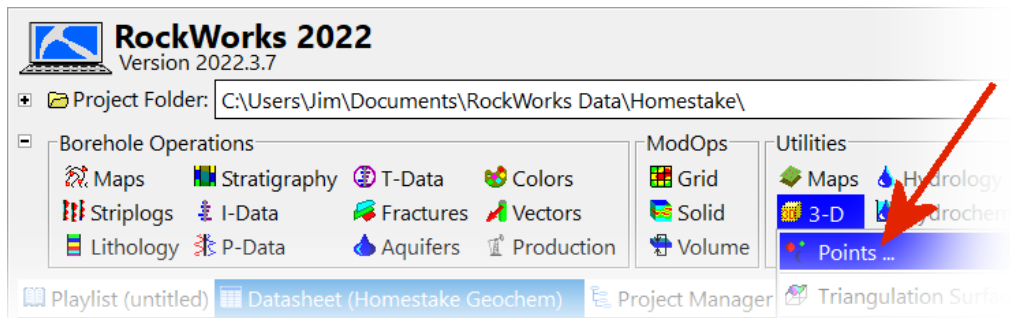 RockWorks 2022
Version 2022.3.7
Project Folder: C:\Users\Jim\Documents\RockWorks Data\Homestake\
Borehole Operations ModOps Utilities
Maps Stratigraphy T-Data Colors Grid Maps Hydrology
Striplogs I-Data Fractures Vectors Solid 3-D
Lithology P-Data Aquifers Production Volume Points ...
Playlist (untitled) Datasheet (Homestake Geochem) Project Manager Triangulation